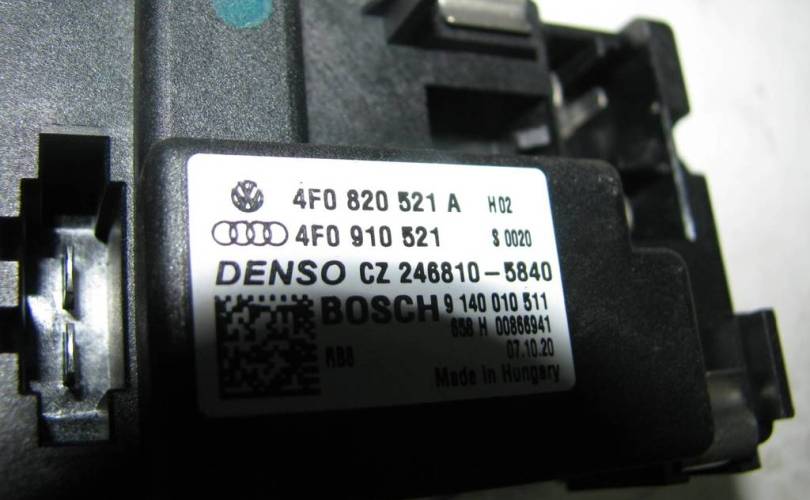 4F0 820 521 A H02
4F0 910 521 S 0020
DENSO CZ 246810-5840
BOSCH 9 140 010 511
658 H 00866941
RB8 07.10.20
Made in Hungary